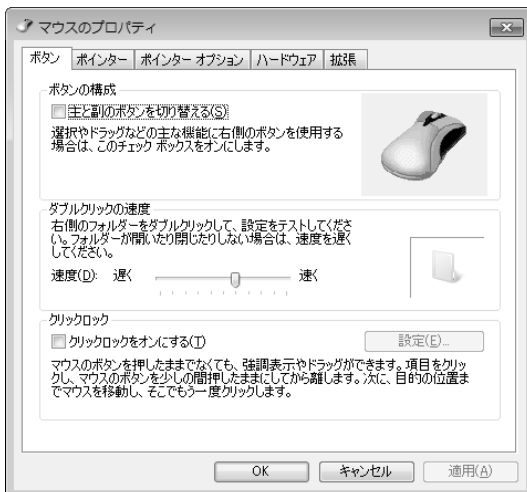 マウスのプロパティ
ボタン ポインター ポインター オプション ハードウェア 拡張
ボタンの構成
主と副のボタンを切り替える(S)
選択やドラッグなどの主な機能に右側のボタンを使用する
場合は、このチェック ボックスをオンにします。
ダブルクリックの速度
右側のフォルダーをダブルクリックして、設定をテストしてくださ
い。フォルダーが開いたり閉じたりしない場合は、速度を遅く
してください。
速度(D): 遅く 速く
クリックロック
クリックロックをオンにする(T) 設定(E)...
マウスのボタンを押したままでなくても、強調表示やドラッグができます。項目をクリッ
クし、マウスのボタンを少しの間押したままにしてから離します。次に、目的の位置ま
でマウスを移動し、そこでもう一度クリックします。
OK キャンセル 適用(A)